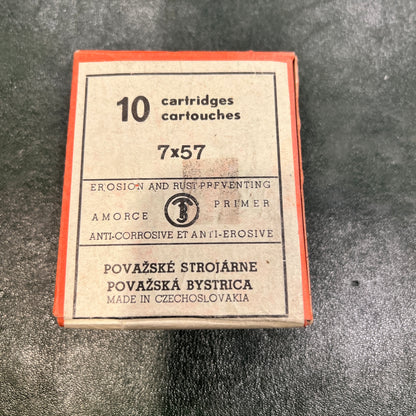 10 cartridges
cartouches
7x57
EROSION AND RUST-PREVENTING
AMORCE PRIMER
ANTI-CORROSIVE ET ANTI-EROSIVE
POVAŽSKÉ STROJÁRNE
POVAŽSKÁ BYSTRICA
MADE IN CZECHOSLOVAKIA